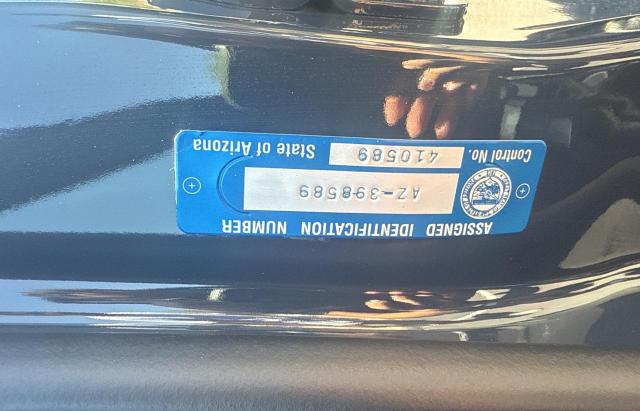 ASSIGNED IDENTIFICATION NUMBER
AZ-398589
Control No. 410589 State of Arizona